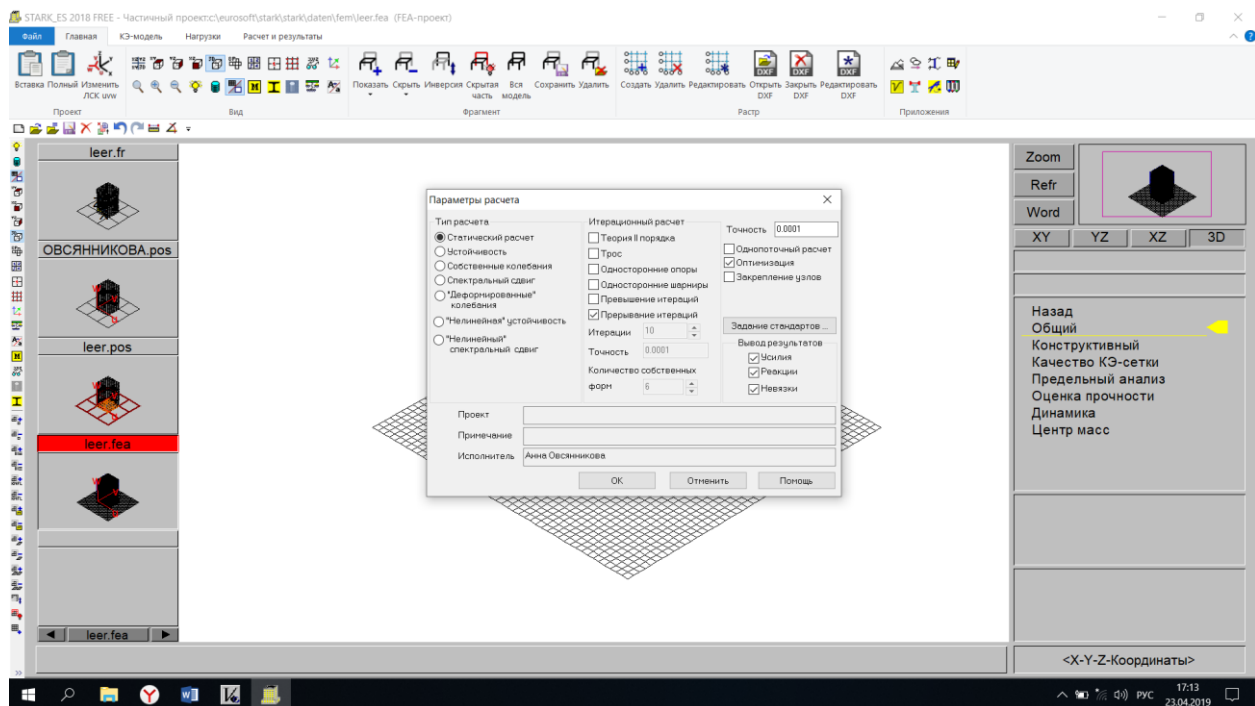 STARK_ES 2018 FREE - Частичный проект:c:\eurosoft\stark\stark\daten\fem\leer.fea (FEA-проект)
Файл Главная КЭ-модель Нагрузки Расчет и результаты
Вставка Полный Изменить ЛСК uvw
Показать Скрыть Инверсия Скрытая часть Вся модель Сохранить Удалить
Создать Удалить Редактировать Открыть DXF Закрыть DXF Редактировать DXF
Проект Вид Фрагмент Растр Приложения
leer.fr
ОВСЯННИКОВА.pos
leer.pos
leer.fea
leer.fea
Параметры расчета
Тип расчета
Статический расчет
Устойчивость
Собственные колебания
Спектральный сдвиг
"Деформированные"
колебания
"Нелинейная" устойчивость
"Нелинейный"
спектральный сдвиг
Итерационный расчет
Теория II порядка
Трос
Односторонние опоры
Односторонние шарниры
Превышение итераций
Прерывание итераций
Итерации 10
Точность 0.0001
Количество собственных
форм 6
Точность 0.0001
Однопоточный расчет
Оптимизация
Закрепление узлов
Задание стандартов ...
Вывод результатов
Усилия
Реакции
Невязки
Проект
Примечание
Исполнитель Анна Овсянникова
ОК Отменить Помощь
Zoom
Refr
Word
XY YZ XZ 3D
Назад
Общий
Конструктивный
Качество КЭ-сетки
Предельный анализ
Оценка прочности
Динамика
Центр масс
<X-Y-Z-Координаты>
РУС
17:13
23.04.2019